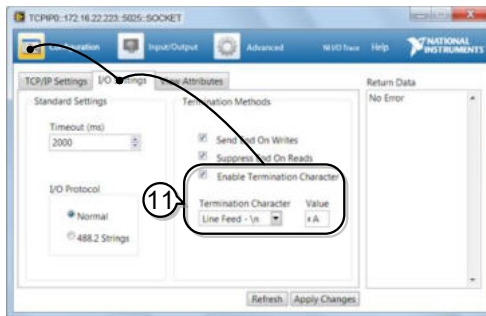 TCPIP0::172.16.22.223::5025::SOCKET
Configuration Input/Output Advanced NI I/O Trace Help NATIONAL INSTRUMENTS
TCP/IP Settings I/O Settings View Attributes
Return Data
Standard Settings Termination Methods
No Error
Timeout (ms)
2000
Send End On Writes
Suppress End On Reads
Enable Termination Character
I/O Protocol
11
Termination Character Value
Normal
Line Feed - \n xA
488.2 Strings
Refresh Apply Changes